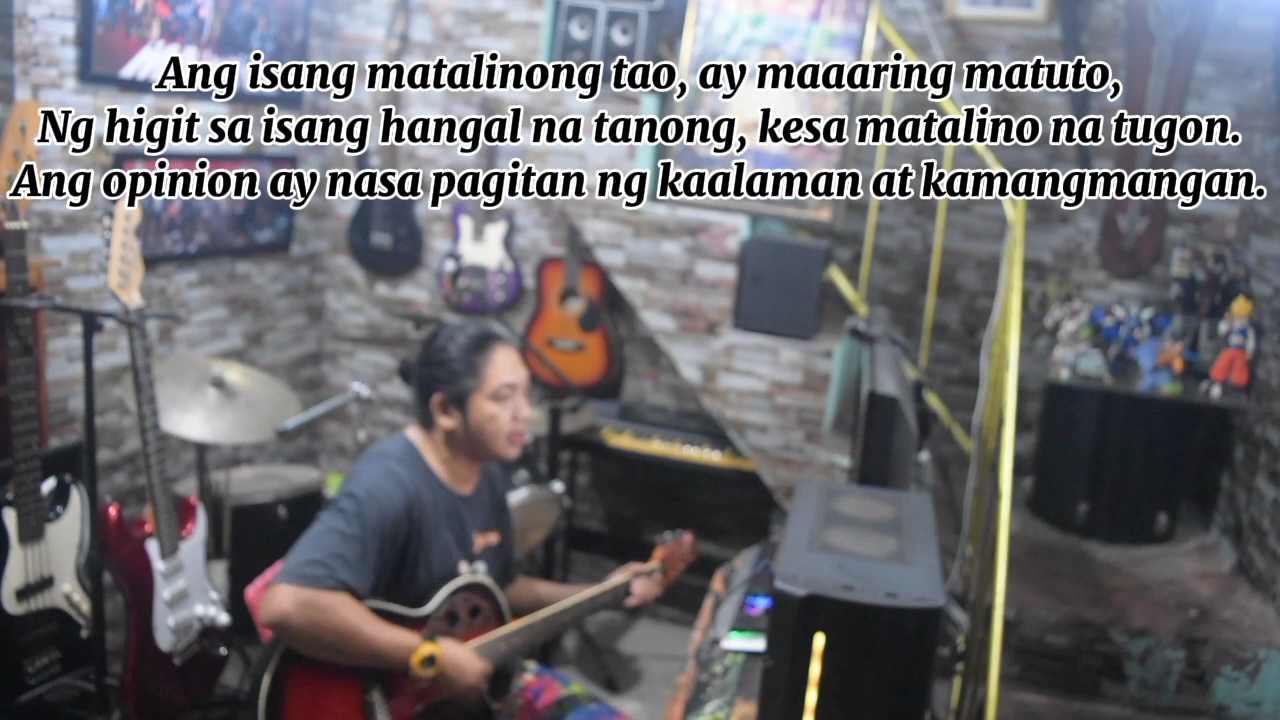 Ang isang matalinong tao, ay maaaring matuto,
Ng higit sa isang hangal na tanong, kesa matalino na tugon.
Ang opinion ay nasa pagitan ng kaalaman at kamangmangan.